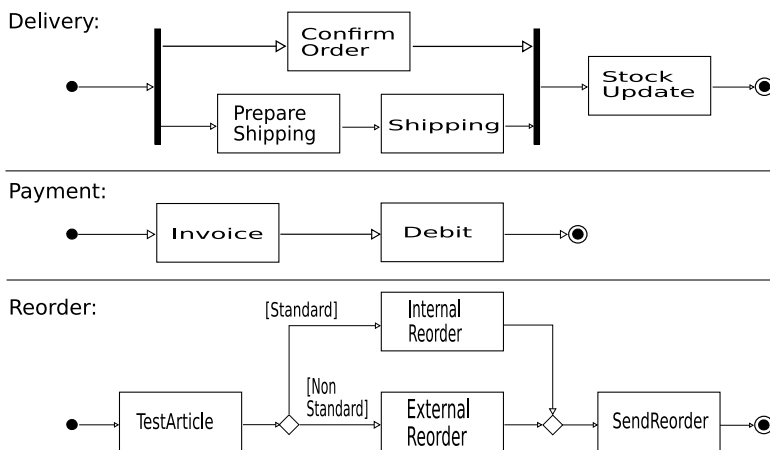 Delivery:
Confirm
Order
Prepare
Shipping
Shipping
Stock
Update
Payment:
Invoice
Debit
Reorder:
[Standard]
Internal
Reorder
[Non
Standard]
TestArticle
External
Reorder
SendReorder